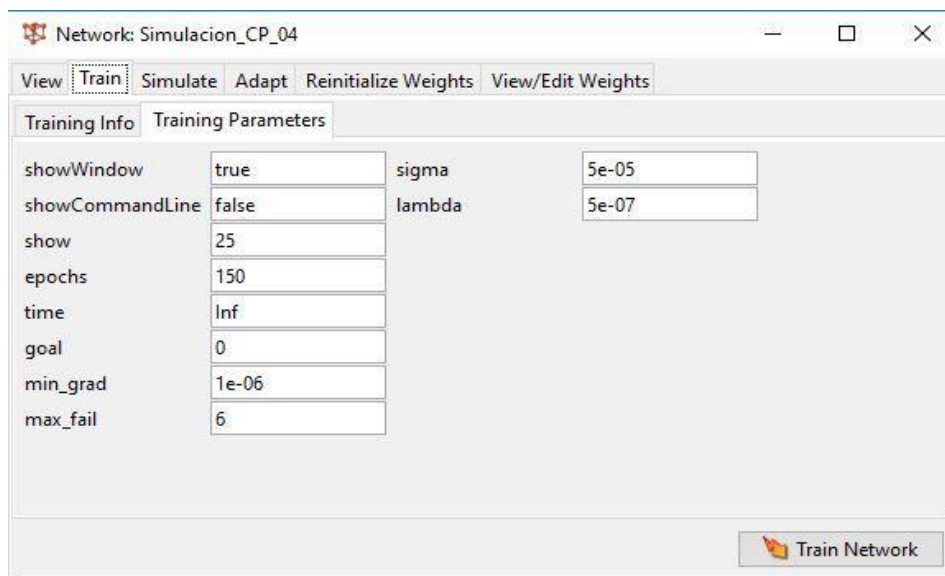 Network: Simulacion_CP_04
View Train Simulate Adapt Reinitialize Weights View/Edit Weights
Training Info Training Parameters
showWindow true sigma 5e-05
showCommandLine false lambda 5e-07
show 25
epochs 150
time Inf
goal 0
min_grad 1e-06
max_fail 6
Train Network